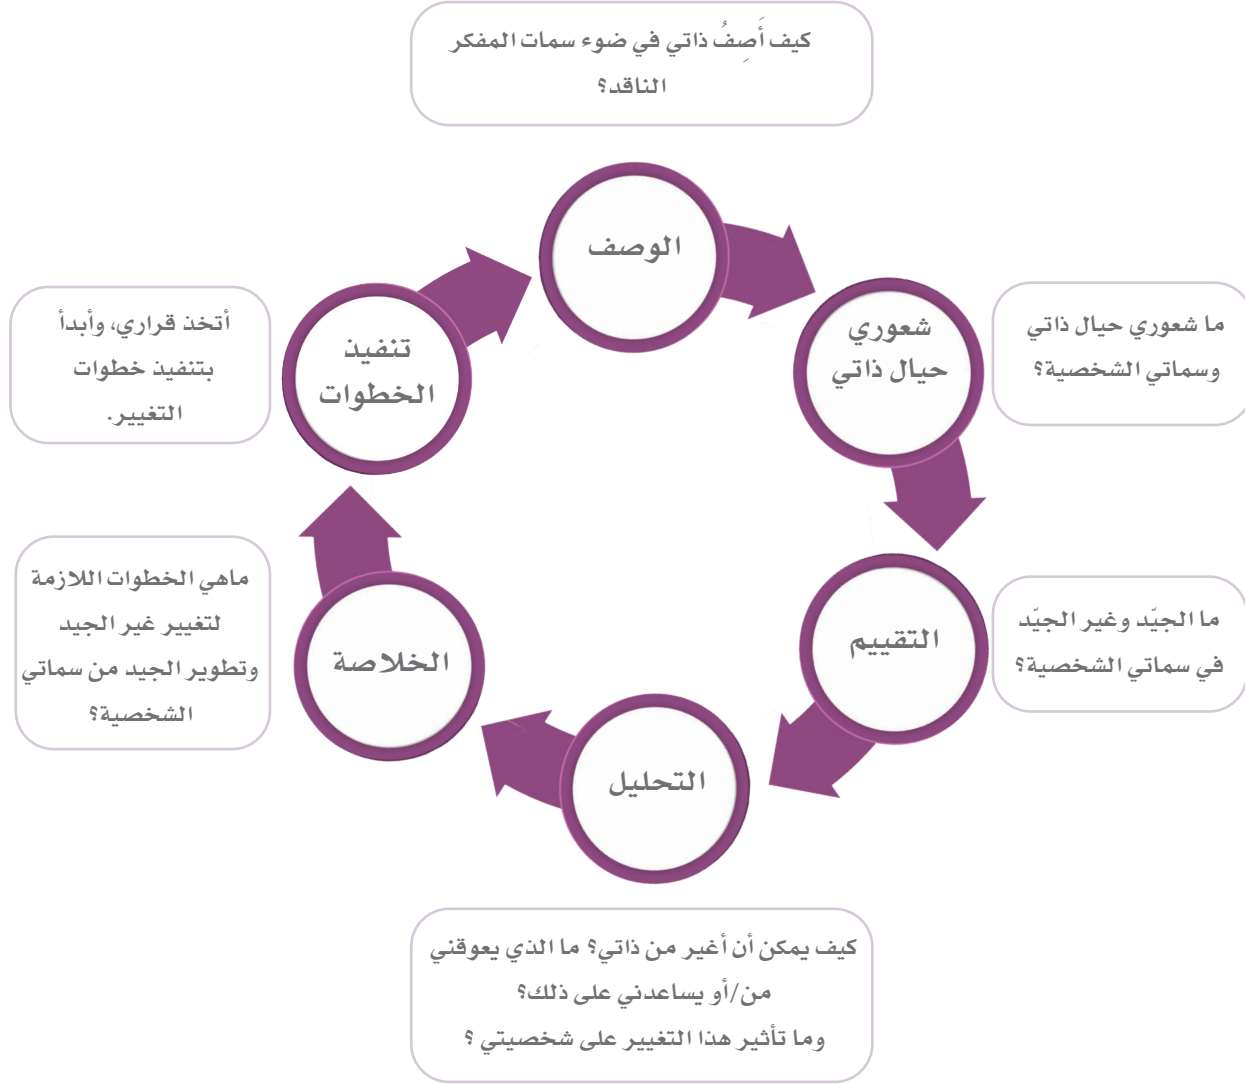 كيف أَصِفُ ذاتي في ضوء سمات المفكر
الناقد؟
الوصف
شعوري
حيال ذاتي
ما شعوري حيال ذاتي
وسماتي الشخصية؟
التقييم
ما الجيّد وغير الجيّد
في سماتي الشخصية؟
التحليل
كيف يمكن أن أغير من ذاتي؟ ما الذي يعوقني
من/أو يساعدني على ذلك؟
وما تأثير هذا التغيير على شخصيتي ؟
الخلاصة
ماهي الخطوات اللازمة
لتغيير غير الجيد
وتطوير الجيد من سماتي
الشخصية؟
تنفيذ
الخطوات
أتخذ قراري، وأبدأ
بتنفيذ خطوات
التغيير.